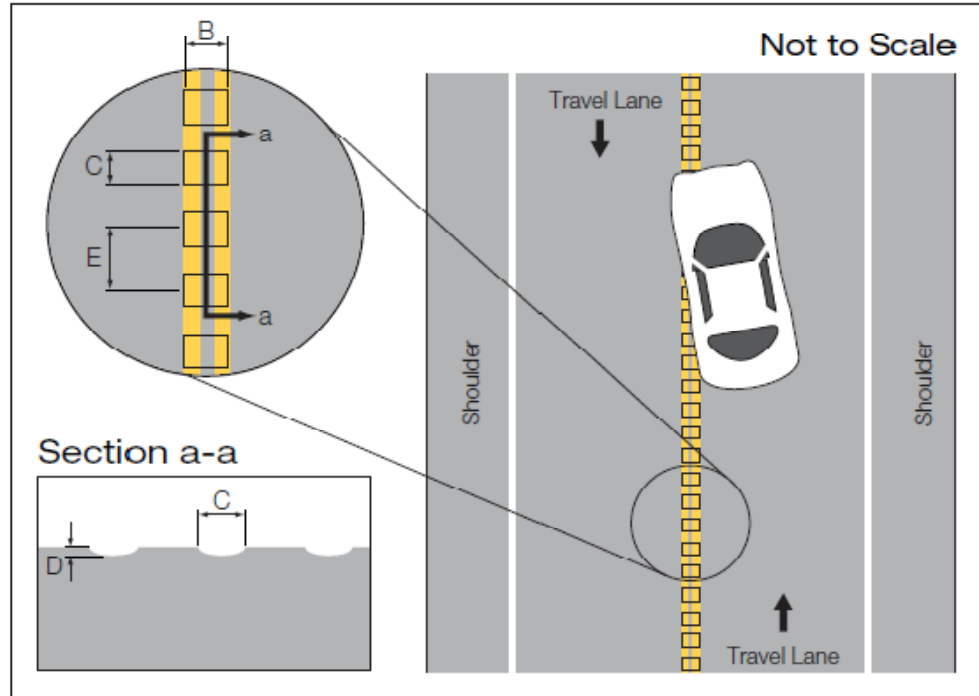 B
Not to Scale
a
C
E
a
Travel Lane
Shoulder
Shoulder
Section a-a
C
D
Travel Lane